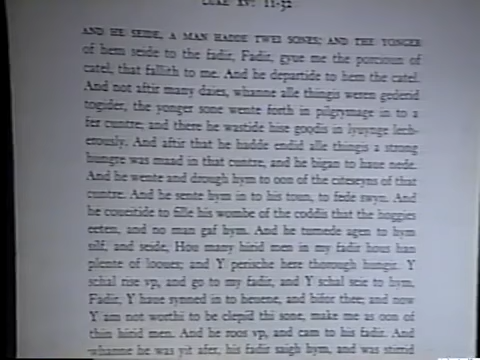 LUKE XV: 11-32
AND HE SEIDE, A MAN HADDE TWEI SONES; AND THE YONGER
of hem seide to the fadir, Fadir, gyue me the porcioun of
catel, that fallith to me. And he departide to hem the catel.
And not aftir many daies, whanne alle thingis weren gederid
togider, the yonger sone wente forth in pilgrymage in to a
fer cuntre; and there he wastide hise goodis in lyuynge lech-
erously. And aftir that he hadde endid alle thingis a strong
hungre was maad in that cuntre, and he bigan to haue nede.
And he wente and drough hym to oon of the citeseyns of that
cuntre. And he sente hym in to his toun, to fede swyn. And
he coueitide to fille his wombe of the coddis that the hoggis
eeten, and no man gaf hym. And he turnede agen to hym
silf, and seide, Hou many hirid men in my fadir hous han
plente of looues; and Y perische here thorough hungir. Y
schal rise vp, and go to my fadir, and Y schal seie to hym,
Fadir, Y haue synned in to heuene, and bifor thee; and now
Y am not worthi to be clepid thi sone, make me as oon of
thin hirid men. And he roos vp, and cam to his fadir. And
whanne he was yit afer, his fadir saigh hym, and was stirid